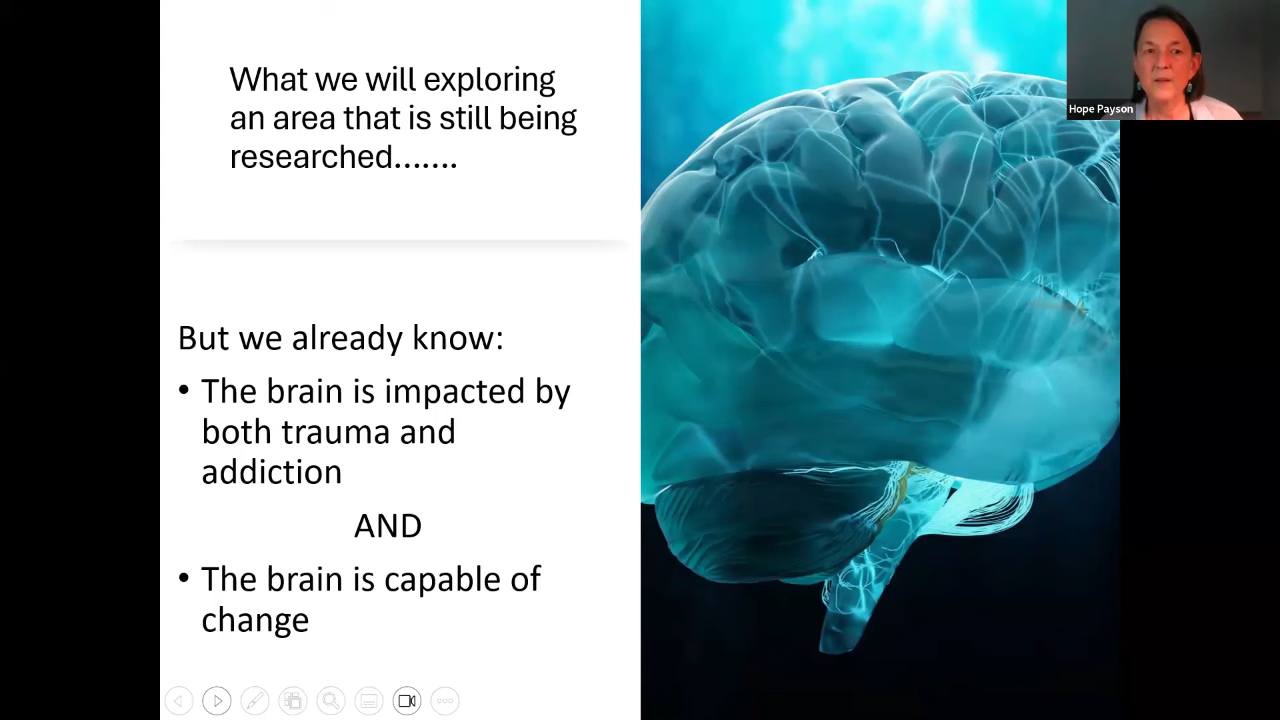 What we will exploring
an area that is still being
researched.......
But we already know:
• The brain is impacted by
both trauma and
addiction
AND
• The brain is capable of
change
Hope Payson